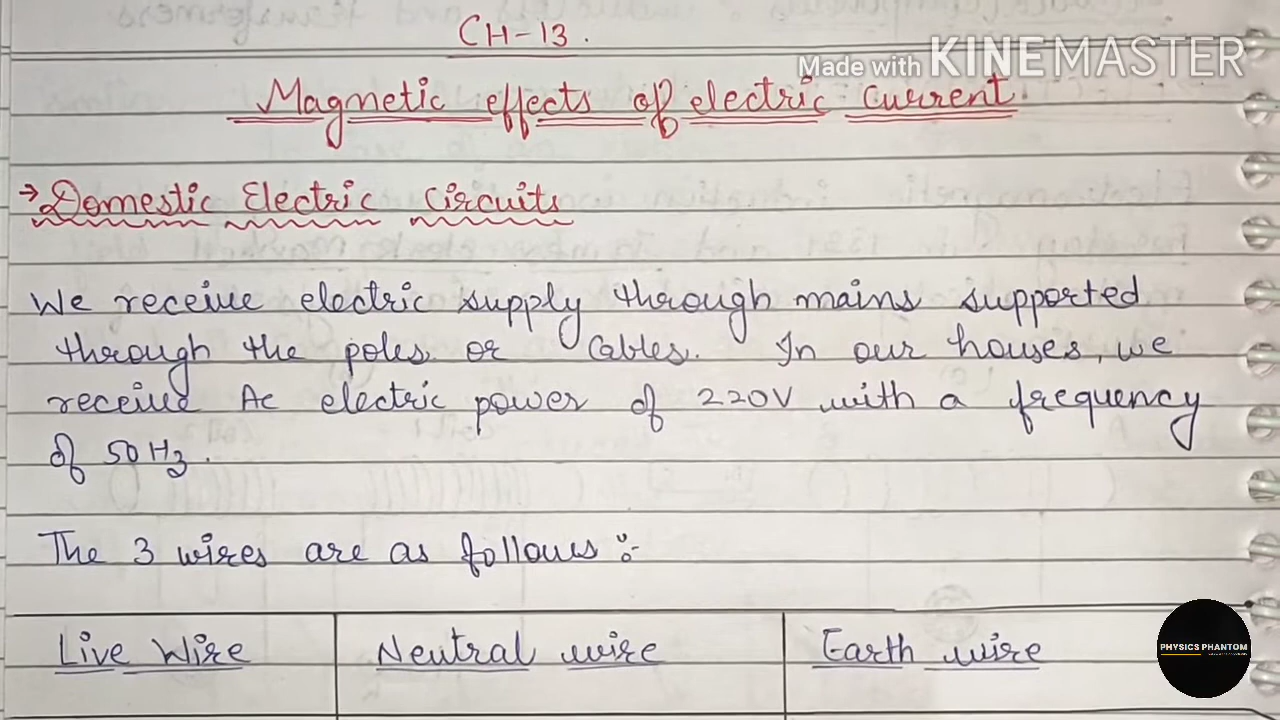 CH-13.
Made with KINEMASTER
Magnetic effects of electric current.
→ Domestic Electric Circuits
We receive electric supply through mains supported
through the poles or cables. In our houses, we
receive AC electric power of 220V with a frequency
of 50 Hz.
The 3 wires are as follows :-
Live Wire Neutral wire Earth wire
PHYSICS PHANTOM